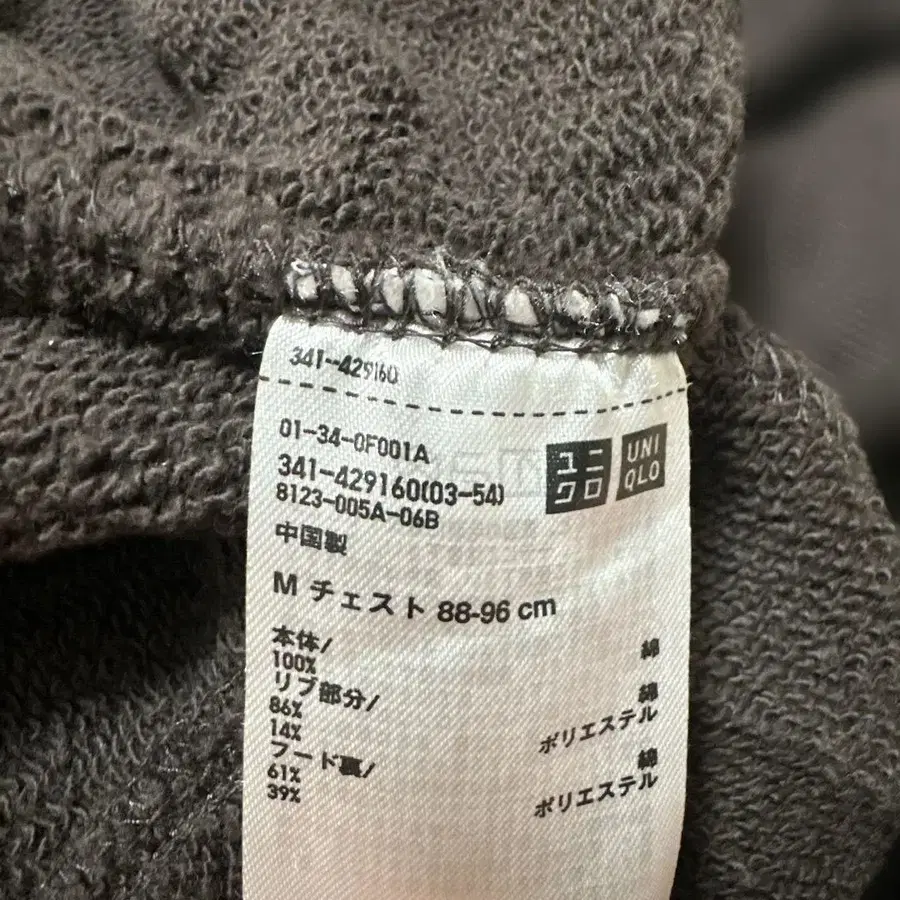 341-429160
01-34-0F001A
341-429160(03-54)
8123-005A-06B
中国製
ユニ
クロ
UNI
QLO
M チェスト 88-96 cm
本体/
100% 綿
リブ部分/
86% 綿
14% ポリエステル
フード裏/
61% 綿
39% ポリエステル